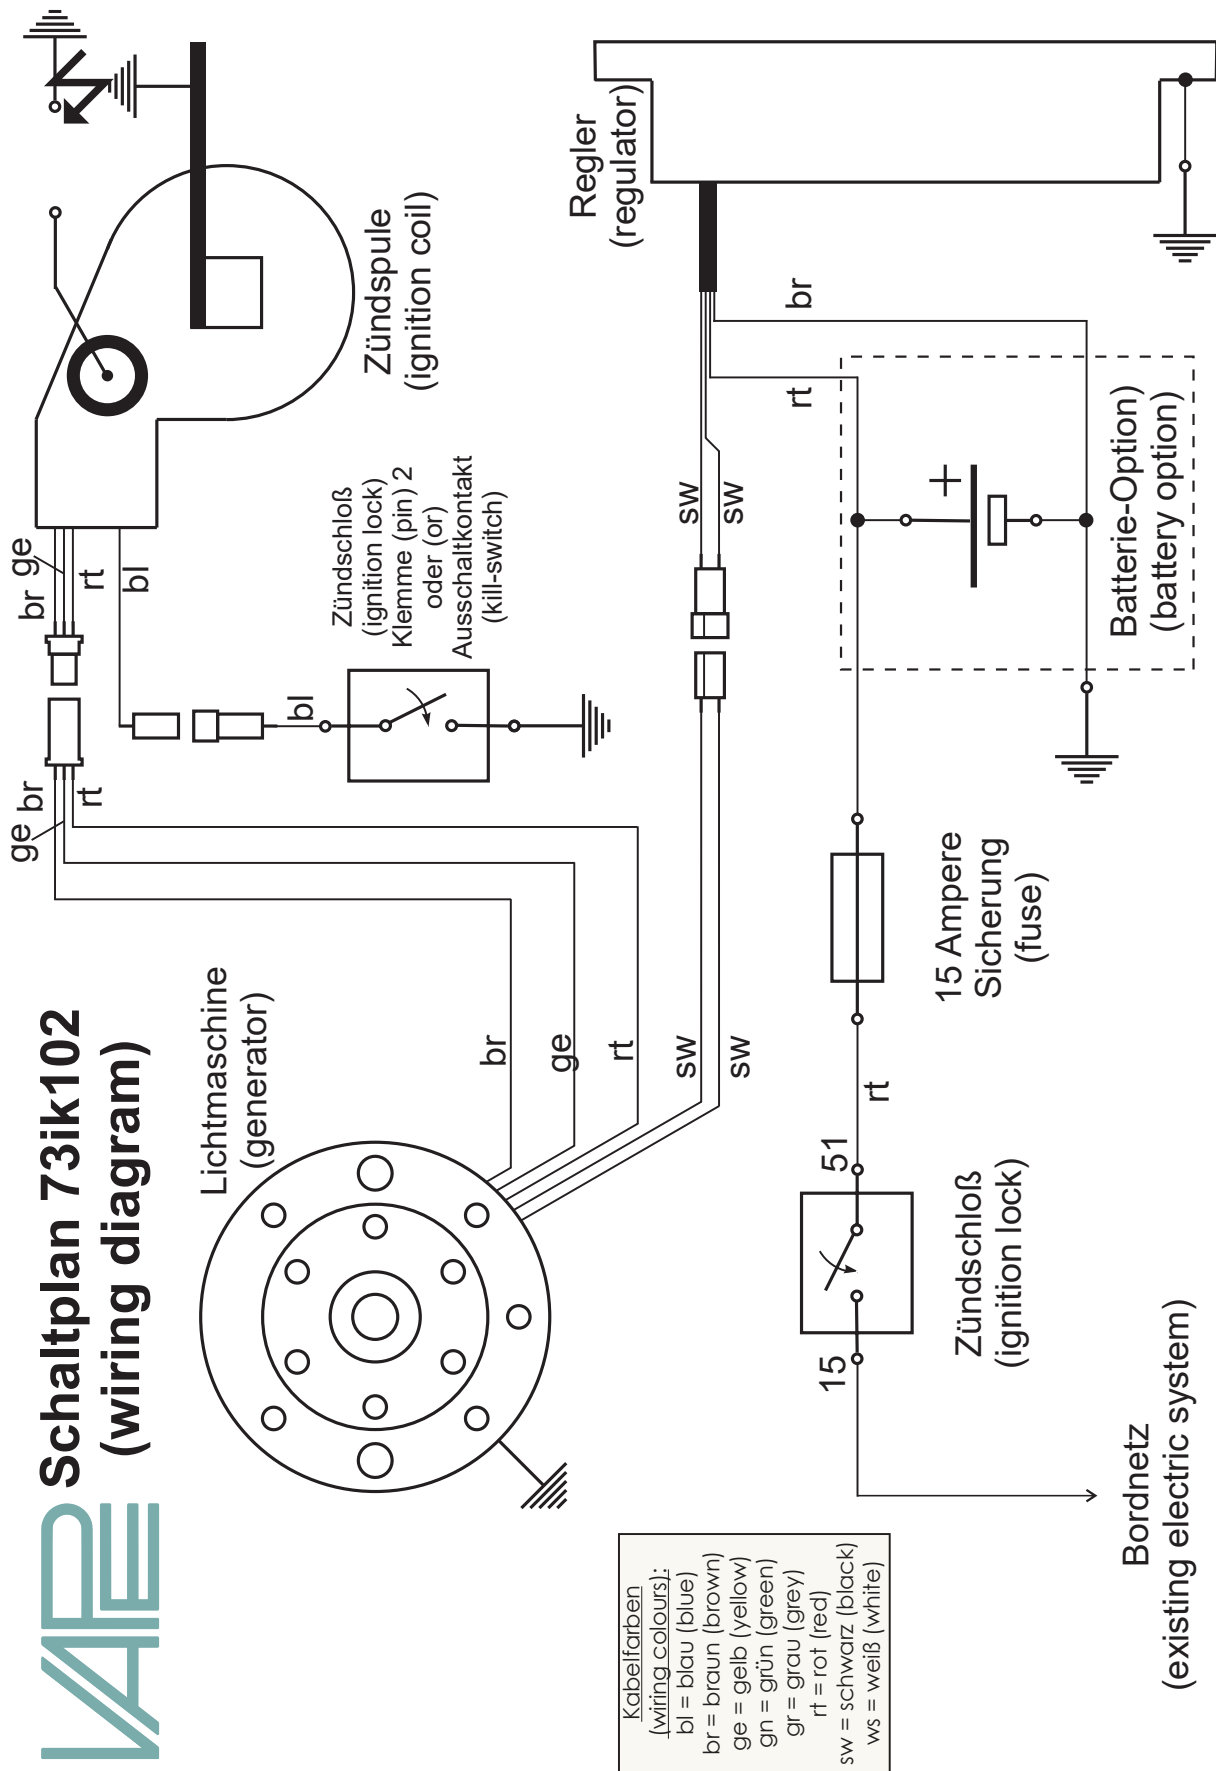 VAPE
Schaltplan 73ik102
(wiring diagram)
Lichtmaschine
(generator)
br
ge
rt
sw
sw
ge
br
rt
br
ge
rt
bl
bl
Zündschloß
(ignition lock)
Klemme (pin) 2
oder (or)
Ausschaltkontakt
(kill-switch)
Zündspule
(ignition coil)
Regler
(regulator)
sw
sw
rt
br
+
Batterie-Option)
(battery option)
15 Ampere
Sicherung
(fuse)
rt
51
15
Zündschloß
(ignition lock)
Bordnetz
(existing electric system)
Kabelfarben
(wiring colours):
bl = blau (blue)
br = braun (brown)
ge = gelb (yellow)
gn = grün (green)
gr = grau (grey)
rt = rot (red)
sw = schwarz (black)
ws = weiß (white)